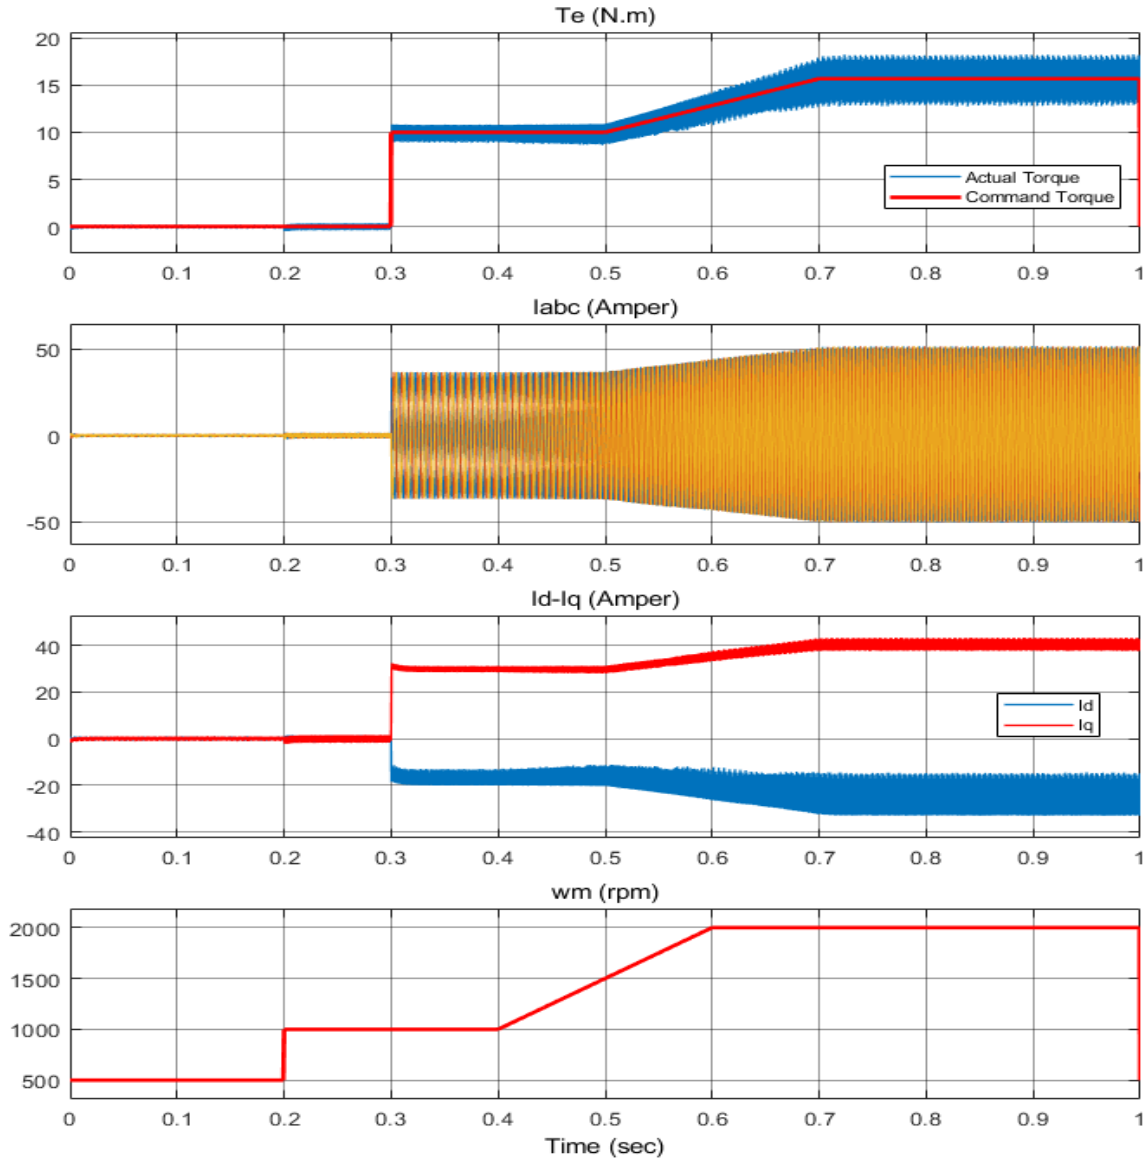 Te (N.m)
20
15
10
5
0
Actual Torque
Command Torque
0 0.1 0.2 0.3 0.4 0.5 0.6 0.7 0.8 0.9 1
Iabc (Amper)
50
0
-50
0 0.1 0.2 0.3 0.4 0.5 0.6 0.7 0.8 0.9 1
Id-Iq (Amper)
40
20
0
-20
-40
Id
Iq
0 0.1 0.2 0.3 0.4 0.5 0.6 0.7 0.8 0.9 1
wm (rpm)
2000
1500
1000
500
0 0.1 0.2 0.3 0.4 0.5 0.6 0.7 0.8 0.9 1
Time (sec)